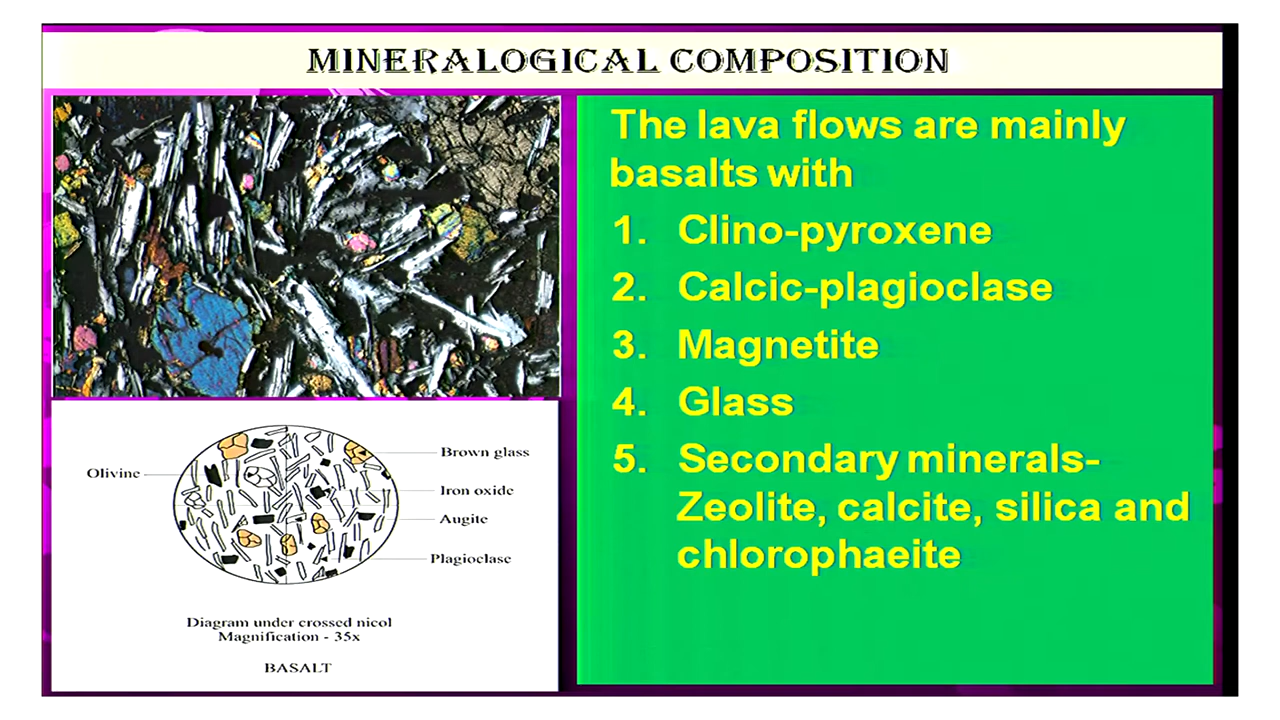 MINERALOGICAL COMPOSITION
The lava flows are mainly
basalts with
1. Clino-pyroxene
2. Calcic-plagioclase
3. Magnetite
4. Glass
5. Secondary minerals-
Zeolite, calcite, silica and
chlorophaeite
Olivine
Brown glass
Iron oxide
Augite
Plagioclase
Diagram under crossed nicol
Magnification - 35x
BASALT